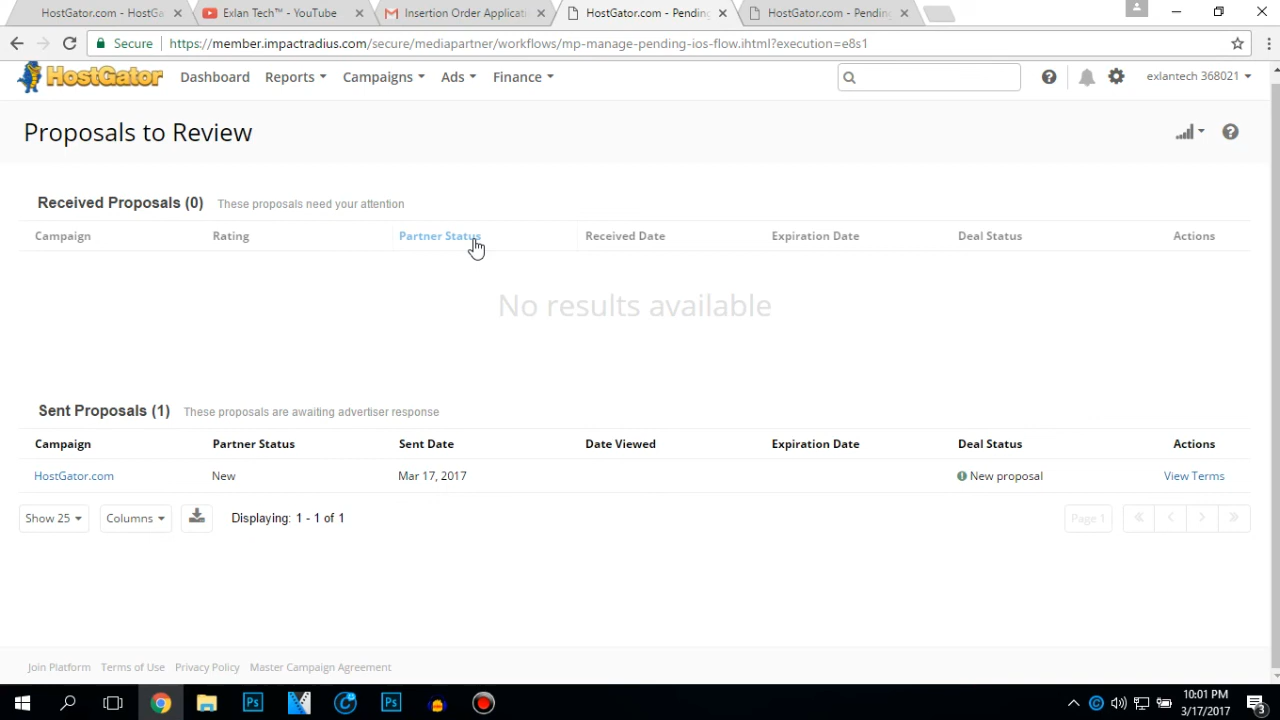 HostGator.com - HostGa
Exlan Tech™ - YouTube
Insertion Order Applicati
HostGator.com - Pending
HostGator.com - Pending
Secure
https://member.impactradius.com/secure/mediapartner/workflows/mp-manage-pending-ios-flow.ihtml?execution=e8s1
HostGator Dashboard Reports Campaigns Ads Finance exlantech 368021
Proposals to Review
Received Proposals (0) These proposals need your attention
Campaign Rating Partner Status Received Date Expiration Date Deal Status Actions
No results available
Sent Proposals (1) These proposals are awaiting advertiser response
Campaign Partner Status Sent Date Date Viewed Expiration Date Deal Status Actions
HostGator.com New Mar 17, 2017 New proposal View Terms
Show 25 Columns Displaying: 1 - 1 of 1 Page 1
Join Platform Terms of Use Privacy Policy Master Campaign Agreement
Ps Ps
10:01 PM
3/17/2017
3